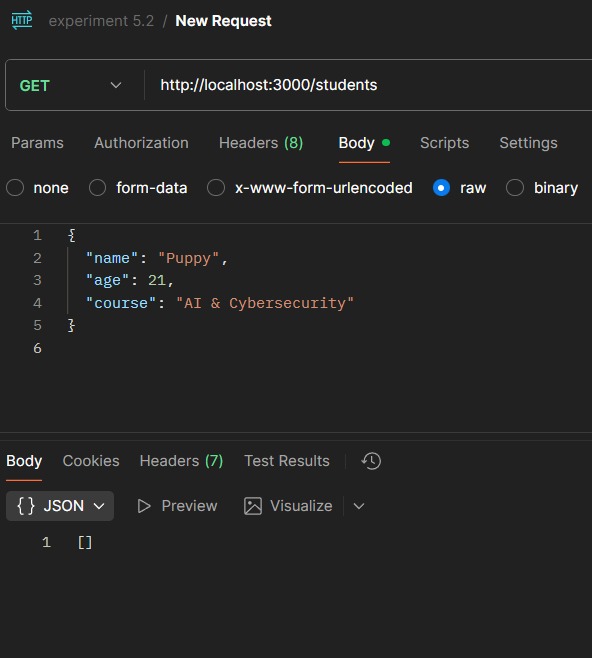 HTTP experiment 5.2 / New Request
GET http://localhost:3000/students
Params Authorization Headers (8) Body Scripts Settings
none form-data x-www-form-urlencoded raw binary
1 {
2 "name": "Puppy",
3 "age": 21,
4 "course": "AI & Cybersecurity"
5 }
6
Body Cookies Headers (7) Test Results
{} JSON Preview Visualize
1 []